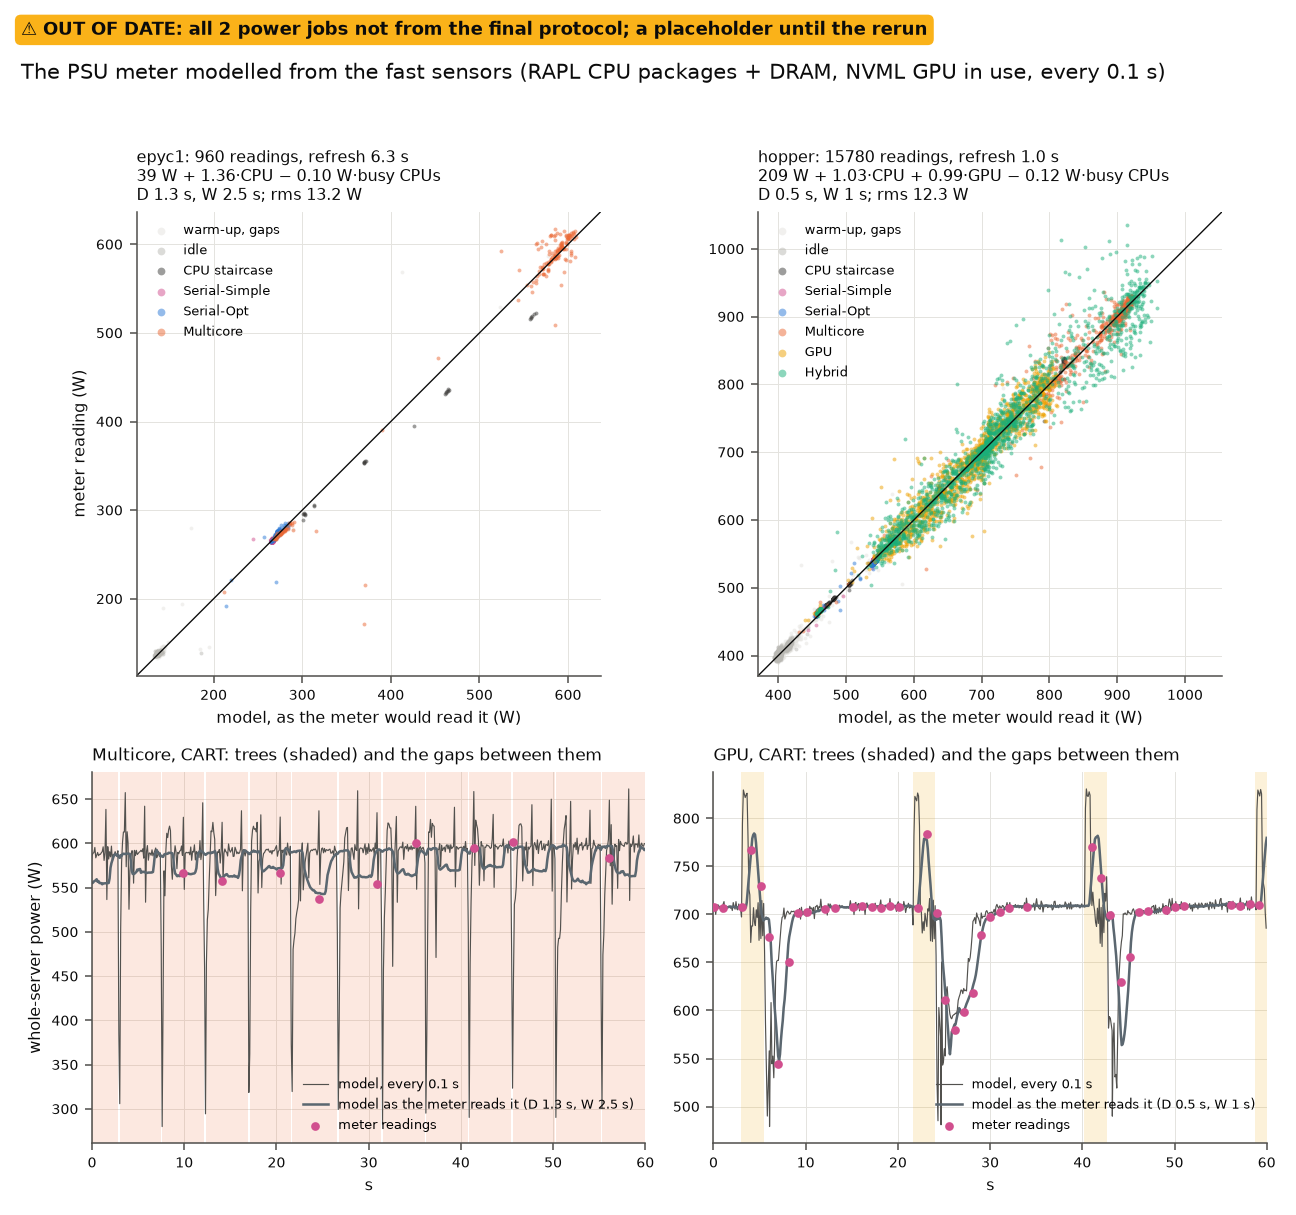 ⚠ OUT OF DATE: all 2 power jobs not from the final protocol; a placeholder until the rerun
The PSU meter modelled from the fast sensors (RAPL CPU packages + DRAM, NVML GPU in use, every 0.1 s)
epyc1: 960 readings, refresh 6.3 s
39 W + 1.36·CPU − 0.10 W·busy CPUs
D 1.3 s, W 2.5 s; rms 13.2 W
600
500
400
300
200
meter reading (W)
warm-up, gaps
idle
CPU staircase
Serial-Simple
Serial-Opt
Multicore
200 300 400 500 600
model, as the meter would read it (W)
hopper: 15780 readings, refresh 1.0 s
209 W + 1.03·CPU + 0.99·GPU − 0.12 W·busy CPUs
D 0.5 s, W 1 s; rms 12.3 W
1000
900
800
700
600
500
400
warm-up, gaps
idle
CPU staircase
Serial-Simple
Serial-Opt
Multicore
GPU
Hybrid
400 500 600 700 800 900 1000
model, as the meter would read it (W)
Multicore, CART: trees (shaded) and the gaps between them
650
600
550
500
450
400
350
300
whole-server power (W)
model, every 0.1 s
model as the meter reads it (D 1.3 s, W 2.5 s)
meter readings
0 10 20 30 40 50 60
s
GPU, CART: trees (shaded) and the gaps between them
800
750
700
650
600
550
500
model, every 0.1 s
model as the meter reads it (D 0.5 s, W 1 s)
meter readings
0 10 20 30 40 50 60
s